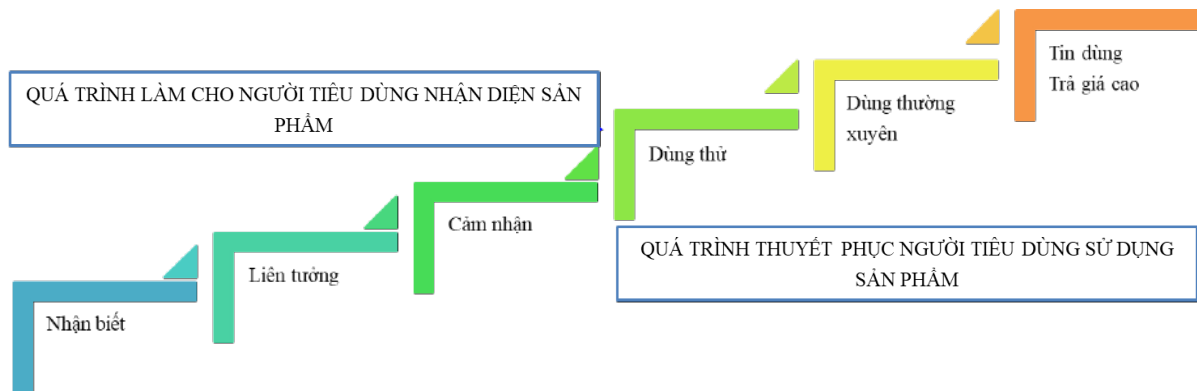 QUÁ TRÌNH LÀM CHO NGƯỜI TIÊU DÙNG NHẬN DIỆN SẢN
PHẨM
Nhận biết
Liên tưởng
Cảm nhận
Dùng thử
Dùng thường
xuyên
Tin dùng
Trả giá cao
QUÁ TRÌNH THUYẾT PHỤC NGƯỜI TIÊU DÙNG SỬ DỤNG
SẢN PHẨM